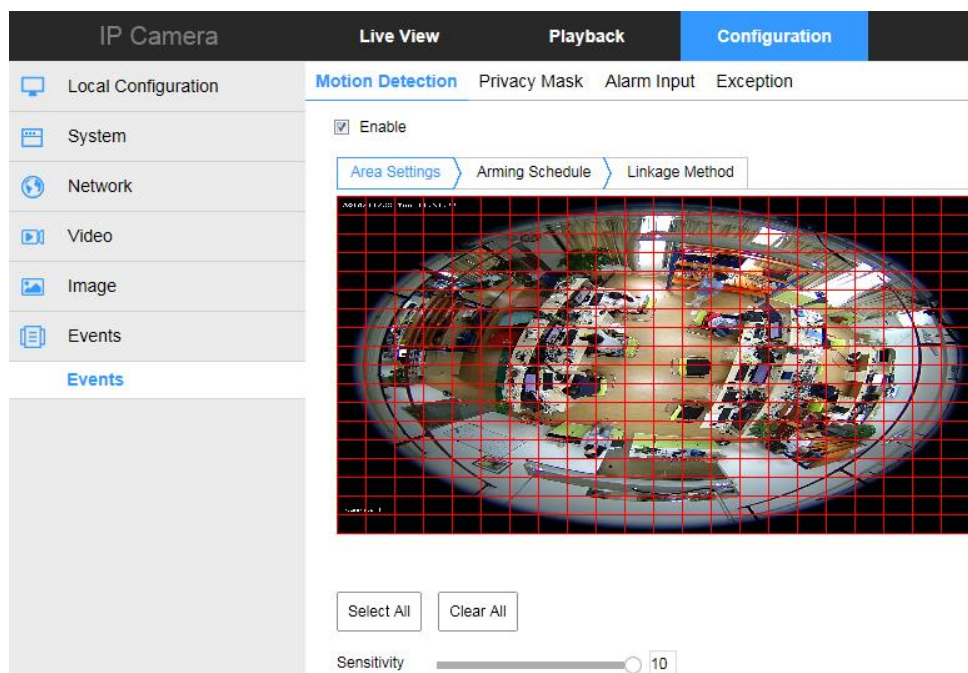 IP Camera
Live View
Playback
Configuration
Local Configuration
System
Network
Video
Image
Events
Events
Motion Detection
Privacy Mask
Alarm Input
Exception
Enable
Area Settings
Arming Schedule
Linkage Method
Select All
Clear All
Sensitivity
10